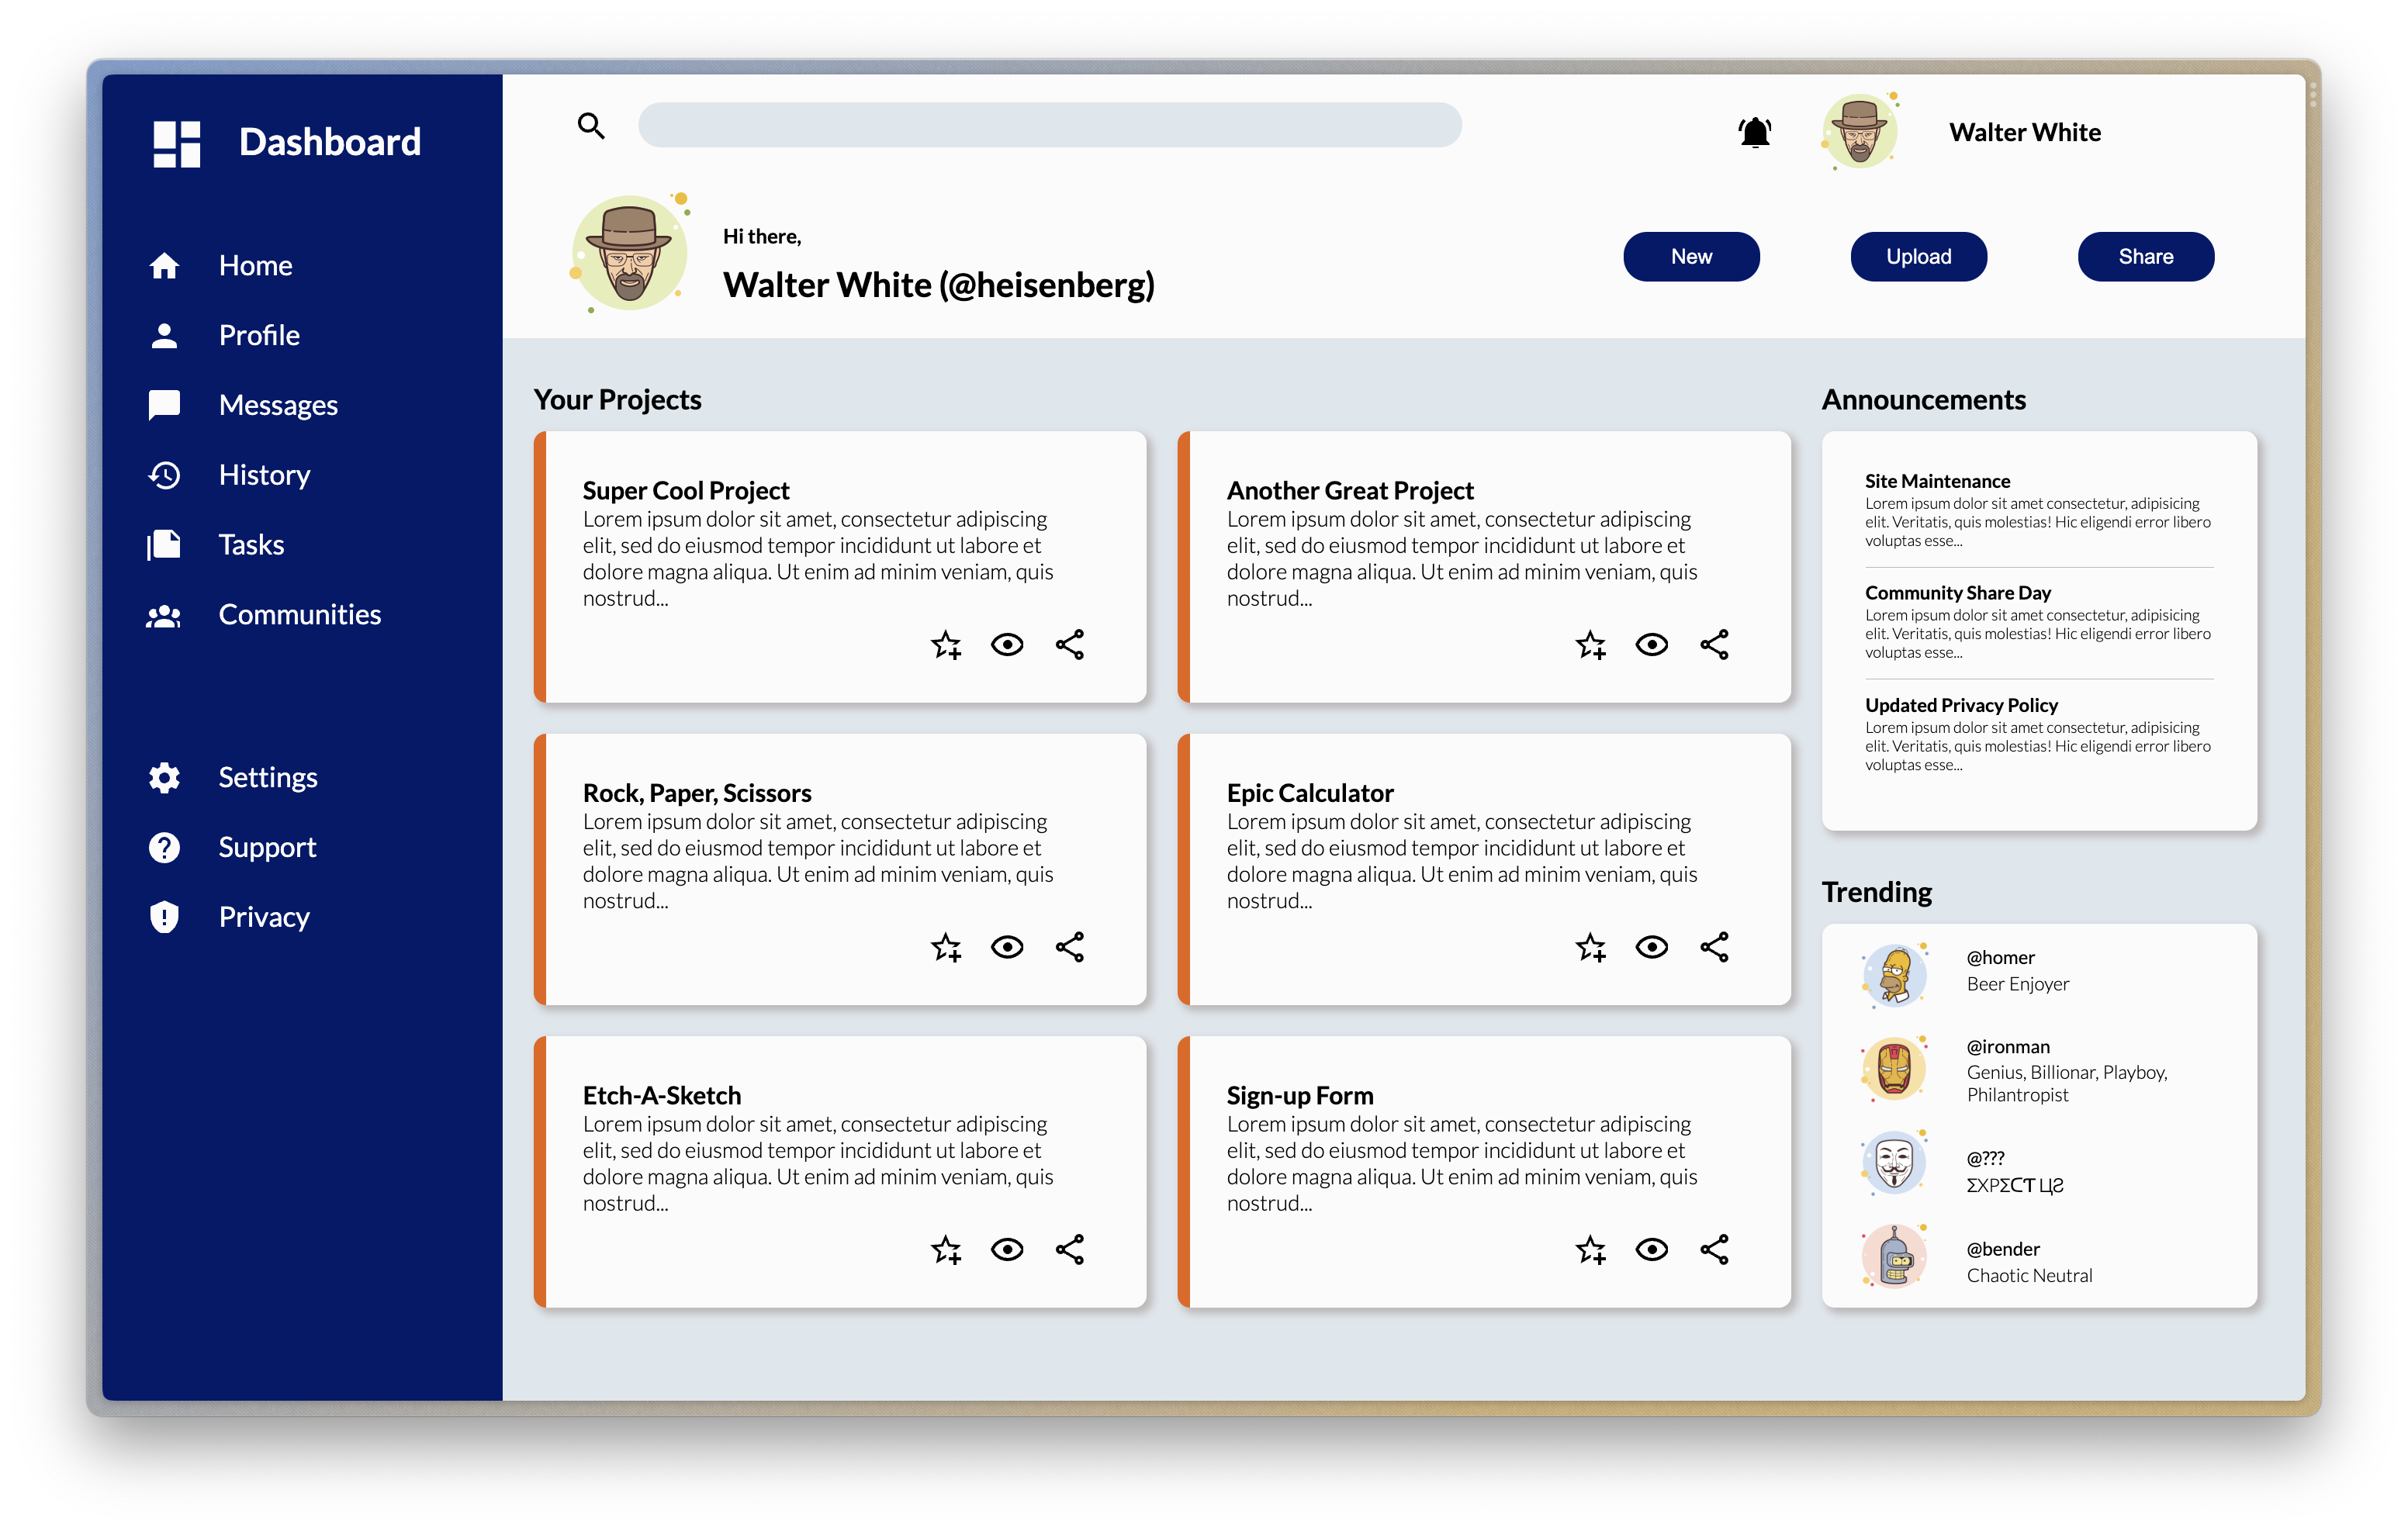 Dashboard
Home
Profile
Messages
History
Tasks
Communities
Settings
Support
Privacy
Walter White
Hi there,
Walter White (@heisenberg)
New
Upload
Share
Your Projects
Super Cool Project
Lorem ipsum dolor sit amet, consectetur adipiscing
elit, sed do eiusmod tempor incididunt ut labore et
dolore magna aliqua. Ut enim ad minim veniam, quis
nostrud...
Another Great Project
Lorem ipsum dolor sit amet, consectetur adipiscing
elit, sed do eiusmod tempor incididunt ut labore et
dolore magna aliqua. Ut enim ad minim veniam, quis
nostrud...
Rock, Paper, Scissors
Lorem ipsum dolor sit amet, consectetur adipiscing
elit, sed do eiusmod tempor incididunt ut labore et
dolore magna aliqua. Ut enim ad minim veniam, quis
nostrud...
Epic Calculator
Lorem ipsum dolor sit amet, consectetur adipiscing
elit, sed do eiusmod tempor incididunt ut labore et
dolore magna aliqua. Ut enim ad minim veniam, quis
nostrud...
Etch-A-Sketch
Lorem ipsum dolor sit amet, consectetur adipiscing
elit, sed do eiusmod tempor incididunt ut labore et
dolore magna aliqua. Ut enim ad minim veniam, quis
nostrud...
Sign-up Form
Lorem ipsum dolor sit amet, consectetur adipiscing
elit, sed do eiusmod tempor incididunt ut labore et
dolore magna aliqua. Ut enim ad minim veniam, quis
nostrud...
Announcements
Site Maintenance
Lorem ipsum dolor sit amet consectetur, adipisicing
elit. Veritatis, quis molestias! Hic eligendi error libero
voluptas esse...
Community Share Day
Lorem ipsum dolor sit amet consectetur, adipisicing
elit. Veritatis, quis molestias! Hic eligendi error libero
voluptas esse...
Updated Privacy Policy
Lorem ipsum dolor sit amet consectetur, adipisicing
elit. Veritatis, quis molestias! Hic eligendi error libero
voluptas esse...
Trending
@homer
Beer Enjoyer
@ironman
Genius, Billionar, Playboy,
Philantropist
@???
ΣXPΣᑕT ЦƧ
@bender
Chaotic Neutral